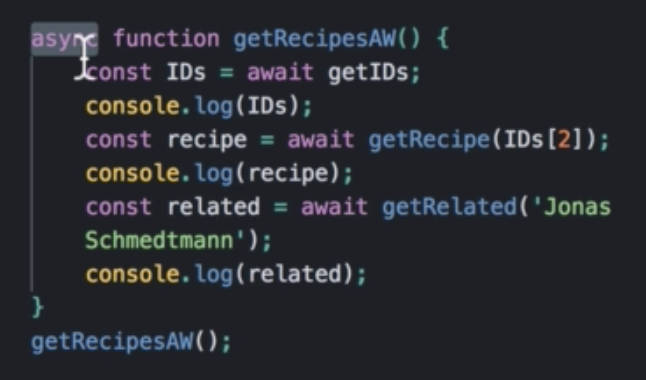 async function getRecipesAW() {
const IDs = await getIDs;
console.log(IDs);
const recipe = await getRecipe(IDs[2]);
console.log(recipe);
const related = await getRelated('Jonas
Schmedtmann');
console.log(related);
}
getRecipesAW();